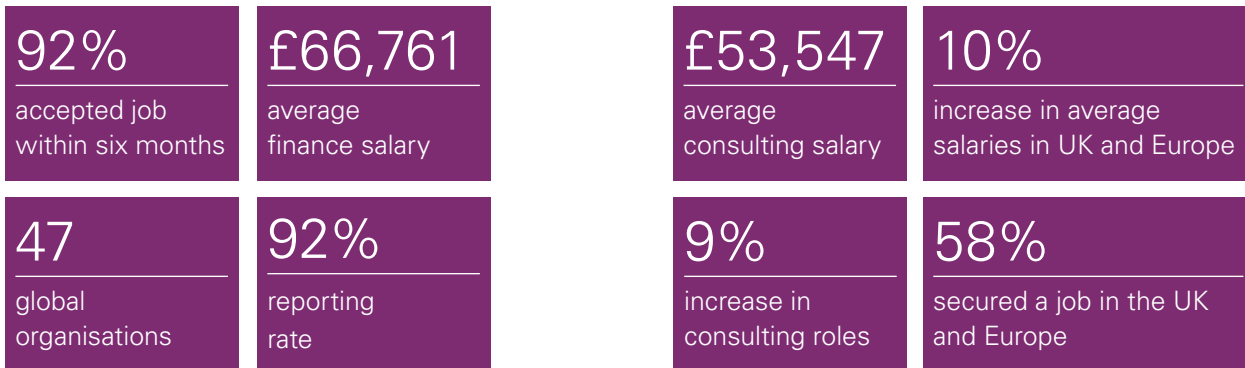 92%
accepted job
within six months
£66,761
average
finance salary
£53,547
average
consulting salary
10%
increase in average
salaries in UK and Europe
47
global
organisations
92%
reporting
rate
9%
increase in
consulting roles
58%
secured a job in the UK
and Europe